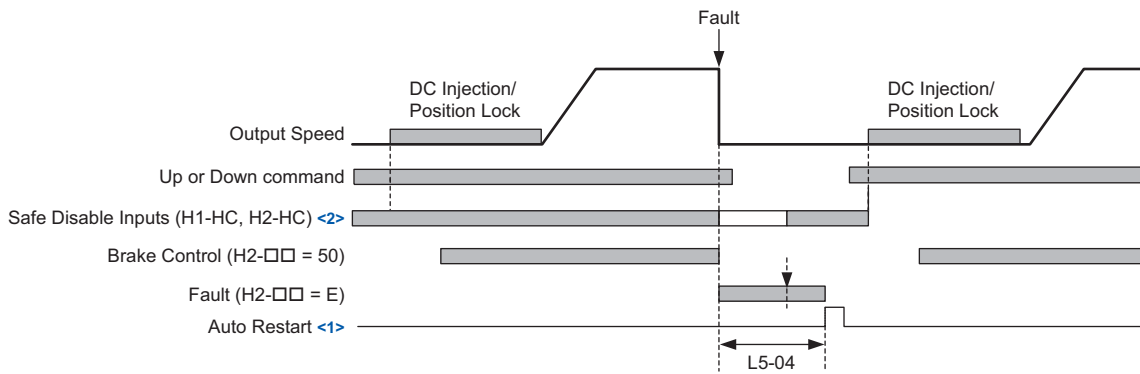 Fault
DC Injection/
Position Lock
DC Injection/
Position Lock
Output Speed
Up or Down command
Safe Disable Inputs (H1-HC, H2-HC) <2>
Brake Control (H2-□□ = 50)
Fault (H2-□□ = E)
Auto Restart <1>
L5-04